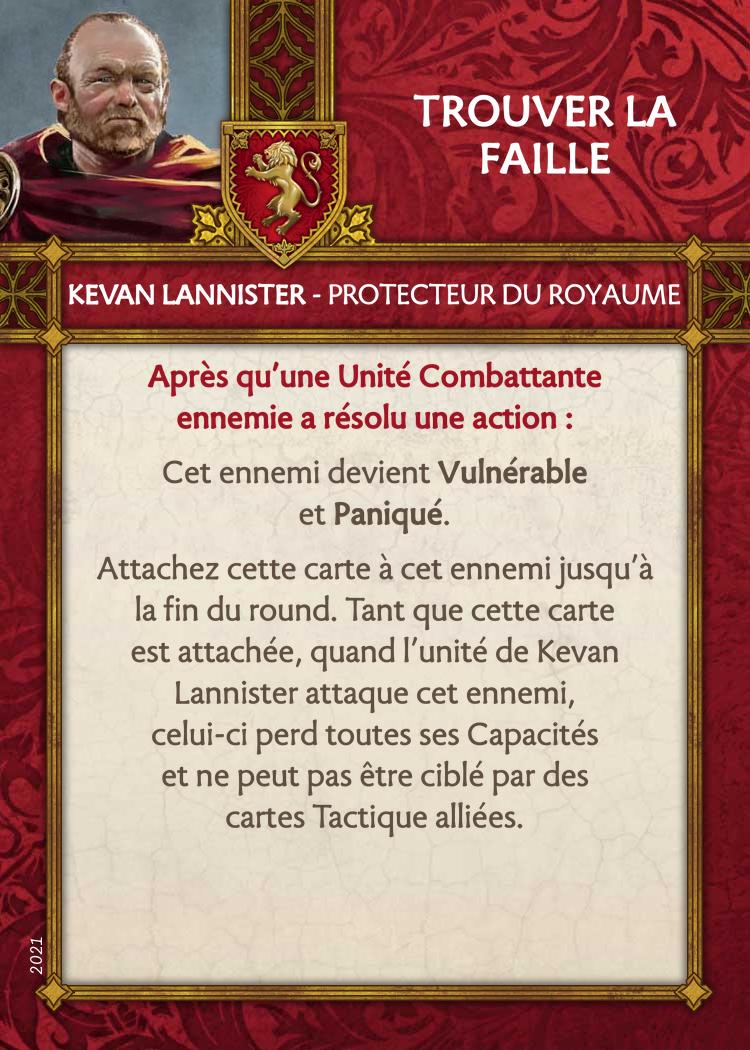 TROUVER LA
FAILLE
KEVAN LANNISTER - PROTECTEUR DU ROYAUME
Après qu’une Unité Combattante
ennemie a résolu une action :
Cet ennemi devient Vulnérable
et Paniqué.
Attachez cette carte à cet ennemi jusqu’à
la fin du round. Tant que cette carte
est attachée, quand l’unité de Kevan
Lannister attaque cet ennemi,
celui-ci perd toutes ses Capacités
et ne peut pas être ciblé par des
cartes Tactique alliées.
2021